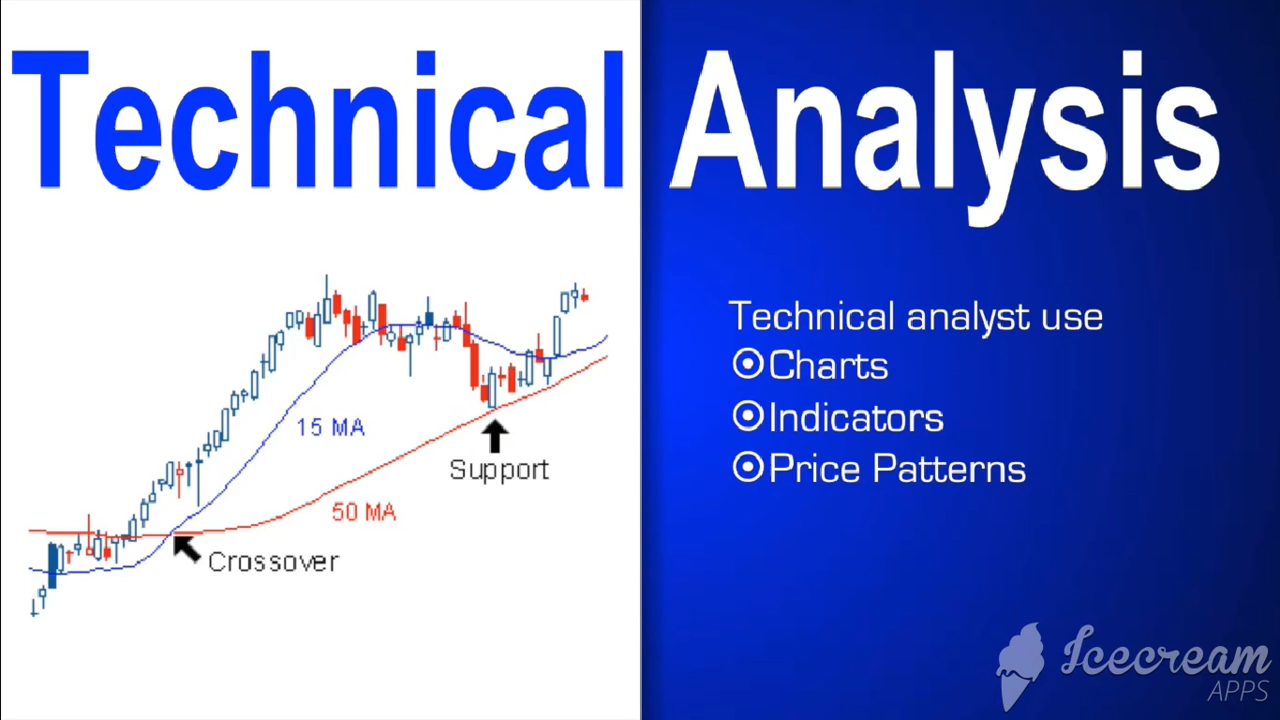 Technical Analysis
15 MA
Support
50 MA
Crossover
Technical analyst use
Charts
Indicators
Price Patterns
Icecream
APPS